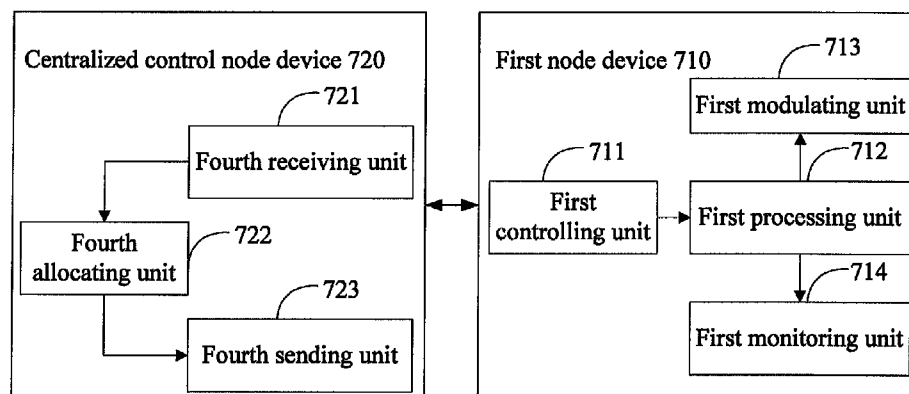 Centralized control node device 720
721
Fourth receiving unit
Fourth
allocating unit
722
723
Fourth sending unit
First node device 710
713
First modulating unit
711
First
controlling unit
712
First processing unit
714
First monitoring unit